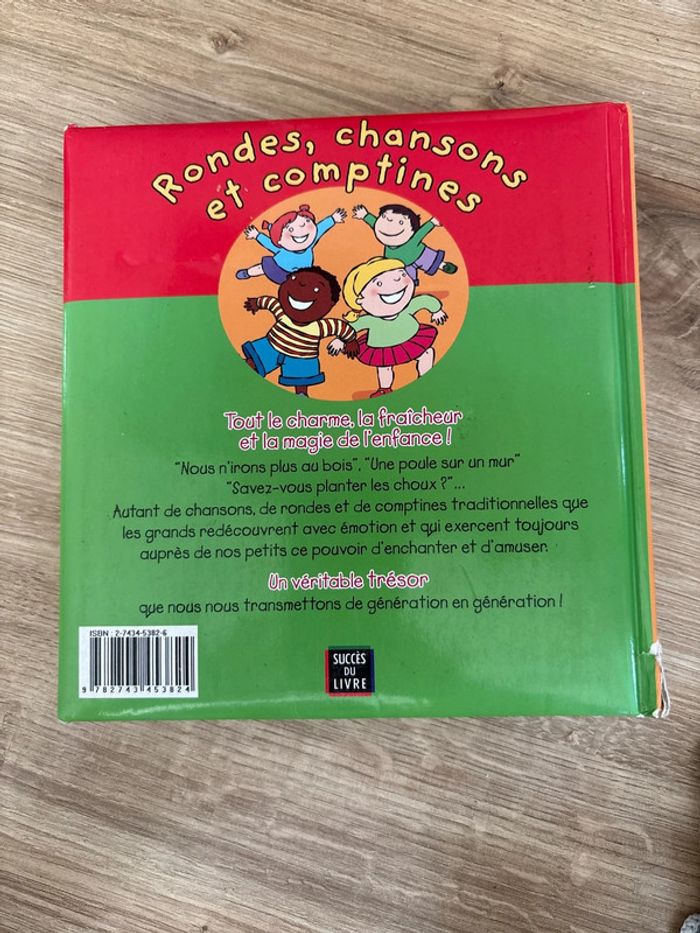 Rondes, chansons
et comptines
Tout le charme, la fraîcheur
et la magie de l'enfance !
"Nous n'irons plus au bois", "Une poule sur un mur"
"Savez-vous planter les choux ?"...
Autant de chansons, de rondes et de comptines traditionnelles que
les grands redécouvrent avec émotion et qui exercent toujours
auprès de nos petits ce pouvoir d'enchanter et d'amuser.
Un véritable trésor
que nous nous transmettons de génération en génération !
ISBN : 2-7434-5382-6
9 782743 453824
SUCCÈS
DU
LIVRE